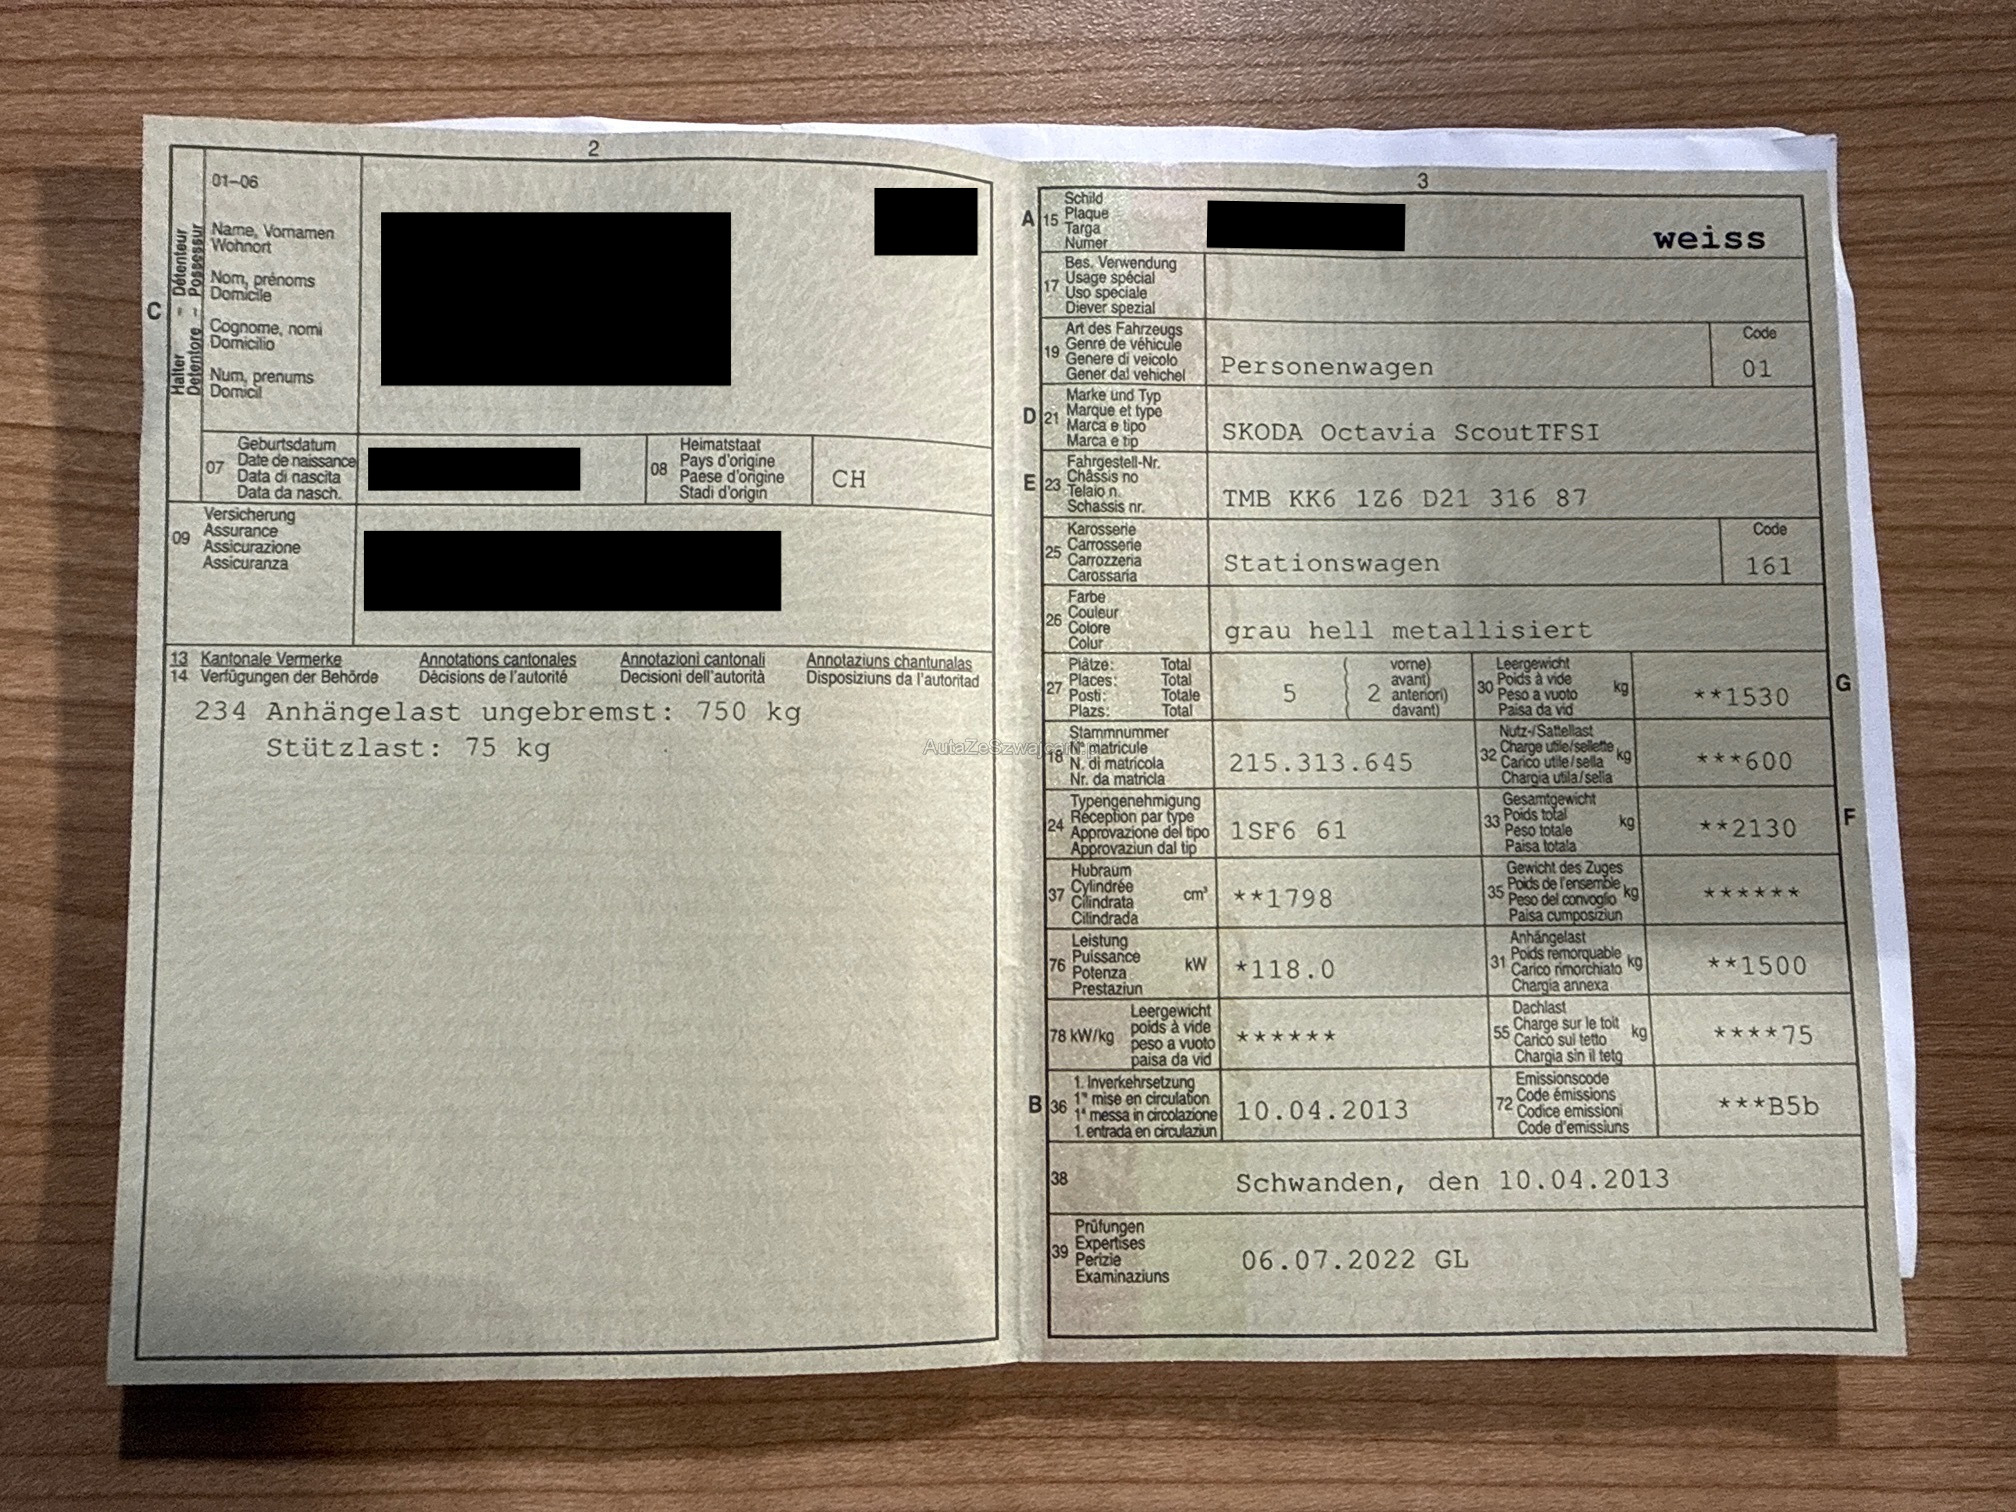 2
01–06
Name, Vornamen
Wohnort
Nom, prénoms
Domicile
Cognome, nomi
Domicilio
Num, prenums
Domicil
C
Halter – Détenteur
Detentore – Possessur
07
Geburtsdatum
Date de naissance
Data di nascita
Data da nasch.
08
Heimatstaat
Pays d'origine
Paese d'origine
Stadi d'origin
CH
09
Versicherung
Assurance
Assicurazione
Assicuranza
13 Kantonale Vermerke Annotations cantonales Annotazioni cantonali Annotaziuns chantunalas
14 Verfügungen der Behörde Décisions de l'autorité Decisioni dell'autorità Disposiziuns da l'autoritad
234 Anhängelast ungebremst: 750 kg
Stützlast: 75 kg
AutaZeSzwajcarii.pl
3
A 15
Schild
Plaque
Targa
Numer
weiss
17
Bes. Verwendung
Usage spécial
Uso speciale
Diever spezial
19
Art des Fahrzeugs
Genre de véhicule
Genere di veicolo
Gener dal vehichel
Personenwagen
Code
01
D 21
Marke und Typ
Marque et type
Marca e tipo
Marca e tip
SKODA Octavia ScoutTFSI
E 23
Fahrgestell-Nr.
Châssis no
Telaio n.
Schassis nr.
TMB KK6 1Z6 D21 316 87
25
Karosserie
Carrosserie
Carrozzeria
Carossaria
Stationswagen
Code
161
26
Farbe
Couleur
Colore
Colur
grau hell metallisiert
27
Plätze: Total
Places: Total
Posti: Totale
Plazs: Total
5
( vorne)
( avant)
2 anteriori)
( davant)
30
Leergewicht
Poids à vide
Peso a vuoto
Paisa da vid
kg
**1530
G
18
Stammnummer
N° matricule
N. di matricola
Nr. da matricla
215.313.645
32
Nutz-/Sattellast
Charge utile/sellette
Carico utile/sella
Chargia utila/sella
kg
***600
24
Typengenehmigung
Réception par type
Approvazione del tipo
Approvaziun dal tip
1SF6 61
33
Gesamtgewicht
Poids total
Peso totale
Paisa totala
kg
**2130
F
37
Hubraum
Cylindrée
Cilindrata
Cilindrada
cm³
**1798
35
Gewicht des Zuges
Poids de l'ensemble
Peso del convoglio
Paisa cumposiziun
kg
******
76
Leistung
Puissance
Potenza
Prestaziun
kW
*118.0
31
Anhängelast
Poids remorquable
Carico rimorchiato
Chargia annexa
kg
**1500
78 kW/kg
Leergewicht
poids à vide
peso a vuoto
paisa da vid
******
55
Dachlast
Charge sur le toit
Carico sul tetto
Chargia sin il tetg
kg
****75
B 36
1. Inverkehrsetzung
1re mise en circulation
1a messa in circolazione
1. entrada en circulaziun
10.04.2013
72
Emissionscode
Code émissions
Codice emissioni
Code d'emissiuns
***B5b
38
Schwanden, den 10.04.2013
39
Prüfungen
Expertises
Perizie
Examinaziuns
06.07.2022 GL